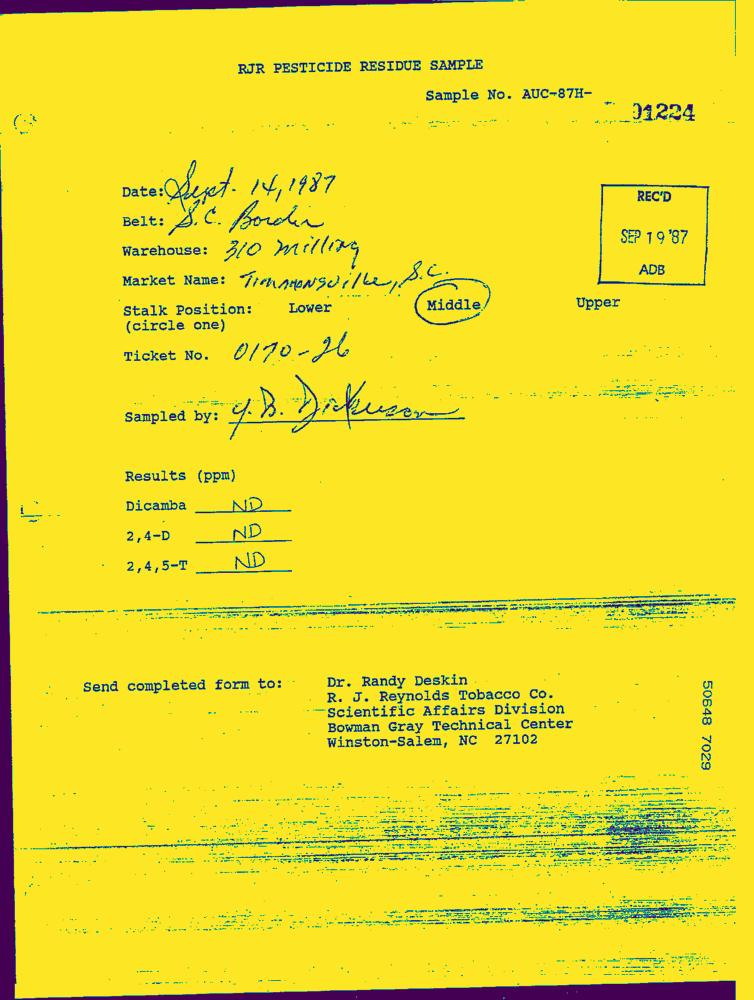 RJR PESTICIDE RESIDUE SAMPLE
Sample No. AUC-87H- 01224
Date: Sept. 14, 1987
REC'D
SEP 19 '87
ADB
Belt: S.C. Border
Warehouse: 310 Milling
Market Name: Timmonsville, S.C.
Stalk Position: Lower Middle Upper
(circle one)
Ticket No. 0170-26
Sampled by: Y. B. Dickerson
Results (ppm)
Dicamba ND
2,4-D ND
2,4,5-T ND
Send completed form to: Dr. Randy Deskin
R. J. Reynolds Tobacco Co.
Scientific Affairs Division
Bowman Gray Technical Center
Winston-Salem, NC 27102
50648 7029